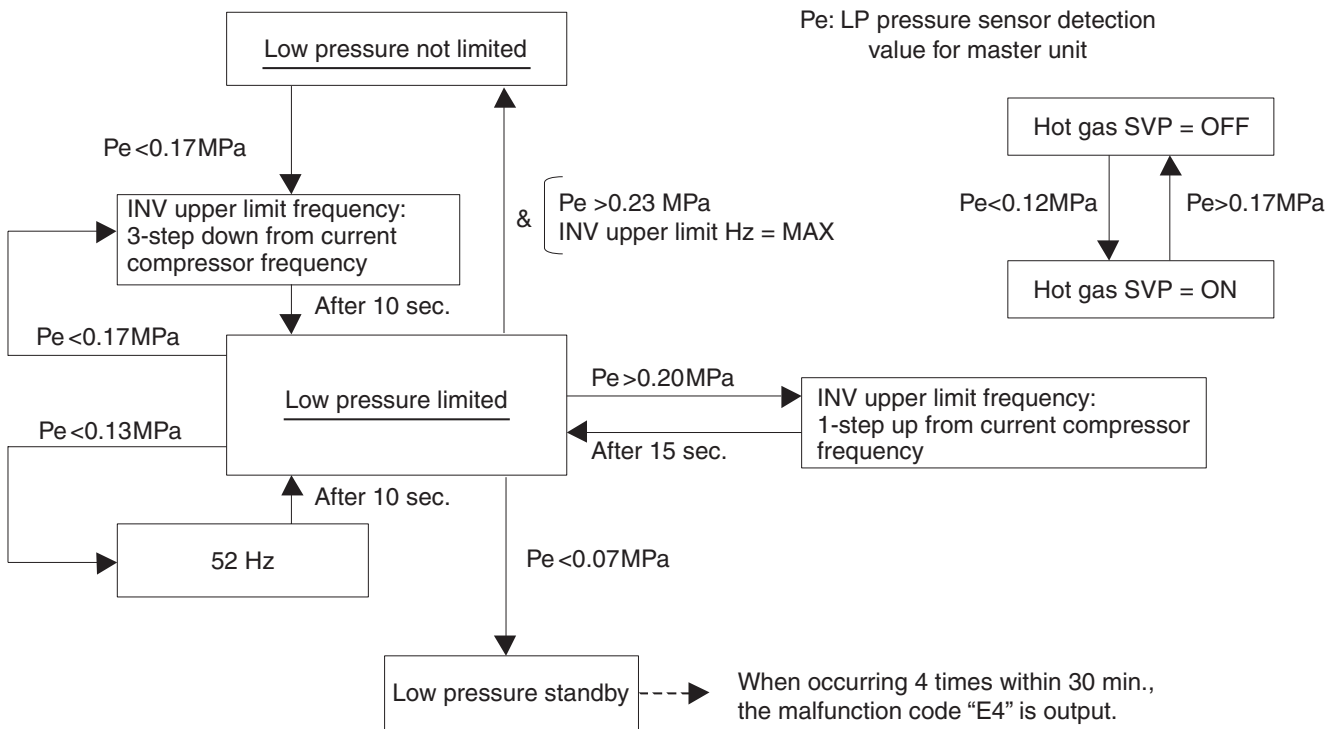 Low pressure not limited
Pe: LP pressure sensor detection
value for master unit
Pe<0.17MPa
INV upper limit frequency:
3-step down from current
compressor frequency
&
Pe >0.23 MPa
INV upper limit Hz = MAX
Hot gas SVP = OFF
Pe<0.12MPa
Pe>0.17MPa
Hot gas SVP = ON
After 10 sec.
Pe<0.17MPa
Low pressure limited
Pe>0.20MPa
INV upper limit frequency:
1-step up from current compressor
frequency
After 15 sec.
Pe<0.13MPa
After 10 sec.
52 Hz
Pe<0.07MPa
Low pressure standby
When occurring 4 times within 30 min.,
the malfunction code “E4” is output.